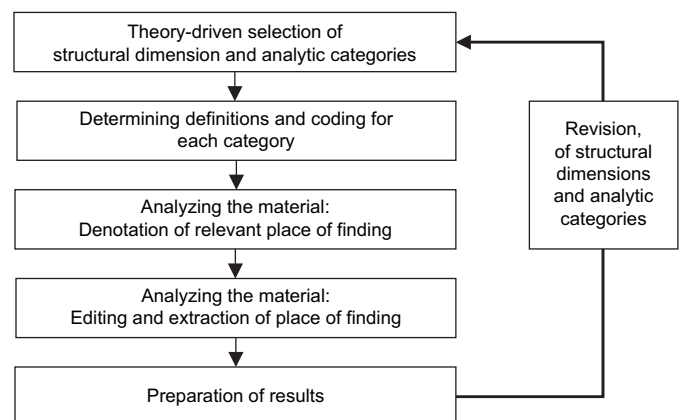 Theory-driven selection of
structural dimension and analytic categories
Determining definitions and coding for
each category
Analyzing the material:
Denotation of relevant place of finding
Analyzing the material:
Editing and extraction of place of finding
Preparation of results
Revision,
of structural
dimensions
and analytic
categories